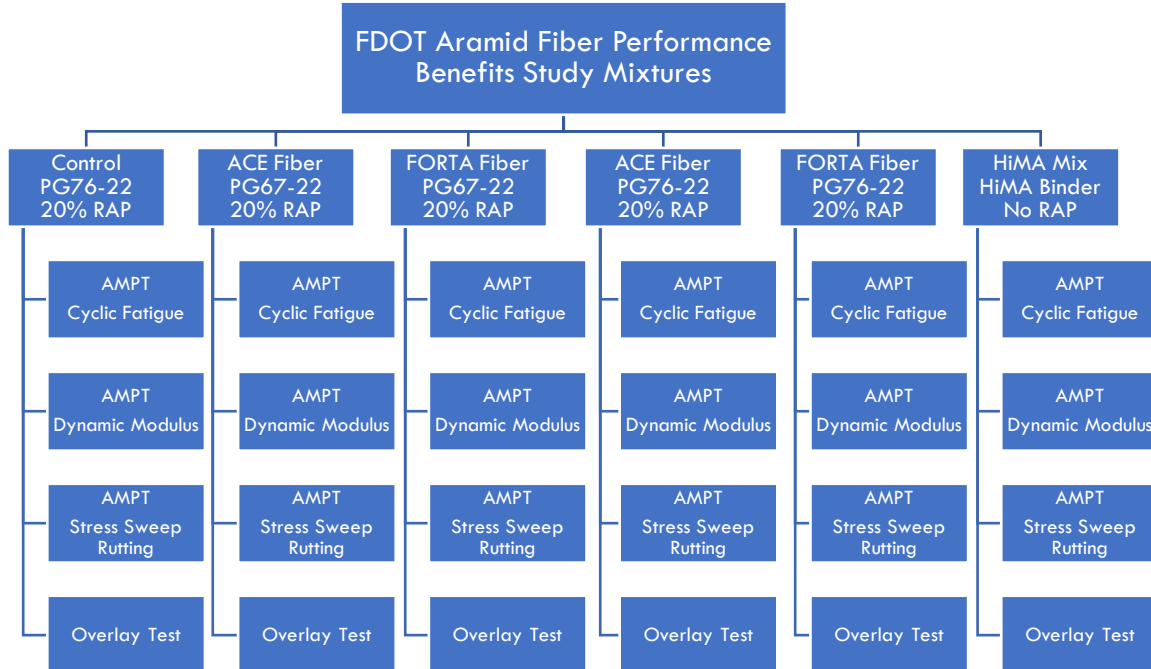 FDOT Aramid Fiber Performance
Benefits Study Mixtures
Control
PG76-22
20% RAP
AMPT
Cyclic Fatigue
AMPT
Dynamic Modulus
AMPT
Stress Sweep
Rutting
Overlay Test
ACE Fiber
PG67-22
20% RAP
AMPT
Cyclic Fatigue
AMPT
Dynamic Modulus
AMPT
Stress Sweep
Rutting
Overlay Test
FORTA Fiber
PG67-22
20% RAP
AMPT
Cyclic Fatigue
AMPT
Dynamic Modulus
AMPT
Stress Sweep
Rutting
Overlay Test
ACE Fiber
PG76-22
20% RAP
AMPT
Cyclic Fatigue
AMPT
Dynamic Modulus
AMPT
Stress Sweep
Rutting
Overlay Test
FORTA Fiber
PG76-22
20% RAP
AMPT
Cyclic Fatigue
AMPT
Dynamic Modulus
AMPT
Stress Sweep
Rutting
Overlay Test
HiMA Mix
HiMA Binder
No RAP
AMPT
Cyclic Fatigue
AMPT
Dynamic Modulus
AMPT
Stress Sweep
Rutting
Overlay Test